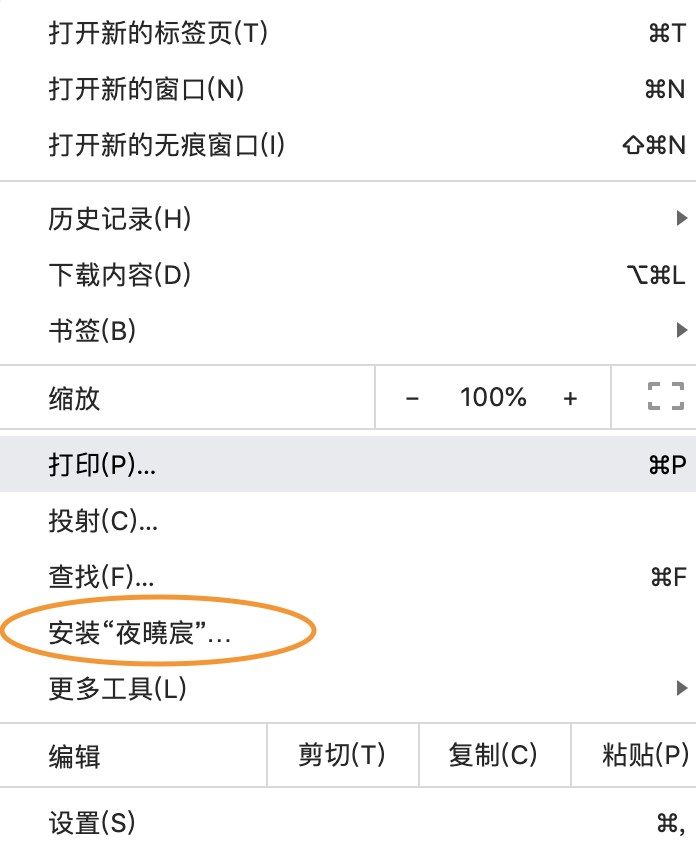 打开新的标签页(T) ⌘T
打开新的窗口(N) ⌘N
打开新的无痕窗口(I) ⇧⌘N
历史记录(H)
下载内容(D) ⌥⌘L
书签(B)
缩放 - 100% +
打印(P)... ⌘P
投射(C)...
查找(F)... ⌘F
安装“夜曉宸”...
更多工具(L)
编辑 剪切(T) 复制(C) 粘贴(P)
设置(S) ⌘,